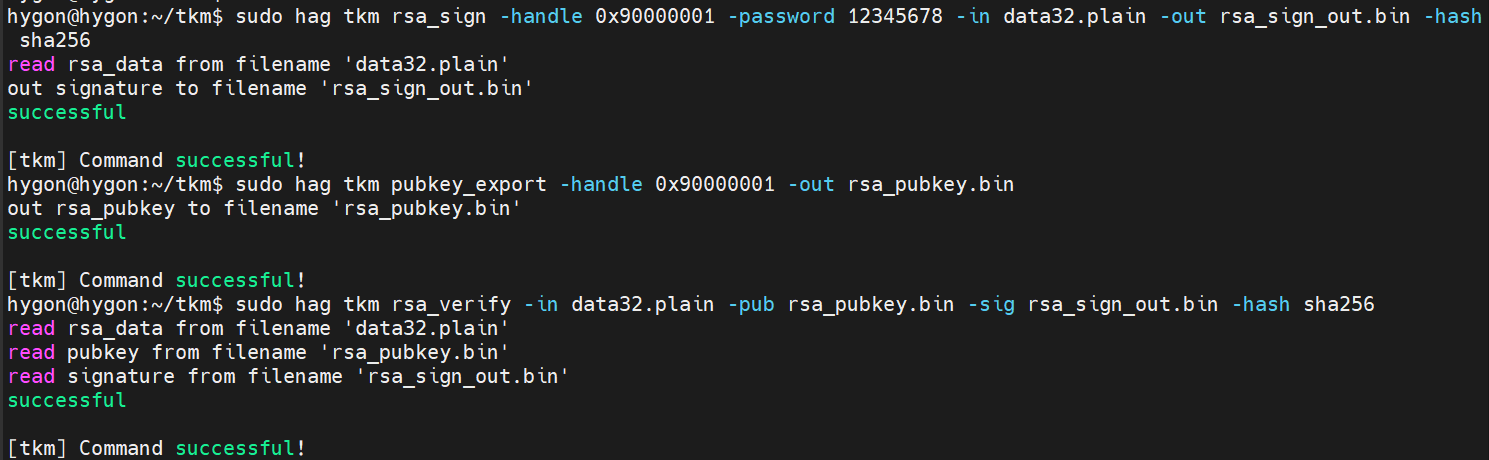 hygon@hygon:~/tkm$ sudo hag tkm rsa_sign -handle 0x90000001 -password 12345678 -in data32.plain -out rsa_sign_out.bin -hash
sha256
read rsa_data from filename 'data32.plain'
out signature to filename 'rsa_sign_out.bin'
successful
[tkm] Command successful!
hygon@hygon:~/tkm$ sudo hag tkm pubkey_export -handle 0x90000001 -out rsa_pubkey.bin
out rsa_pubkey to filename 'rsa_pubkey.bin'
successful
[tkm] Command successful!
hygon@hygon:~/tkm$ sudo hag tkm rsa_verify -in data32.plain -pub rsa_pubkey.bin -sig rsa_sign_out.bin -hash sha256
read rsa_data from filename 'data32.plain'
read pubkey from filename 'rsa_pubkey.bin'
read signature from filename 'rsa_sign_out.bin'
successful
[tkm] Command successful!